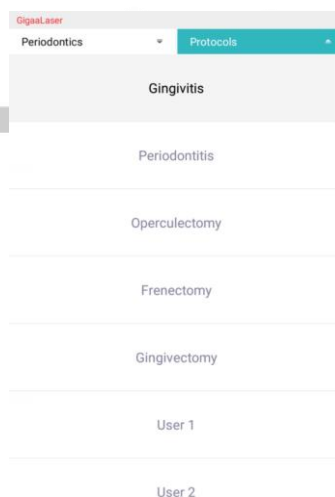 GigaaLaser
Periodontics Protocols
Gingivitis
Periodontitis
Operculectomy
Frenectomy
Gingivectomy
User 1
User 2